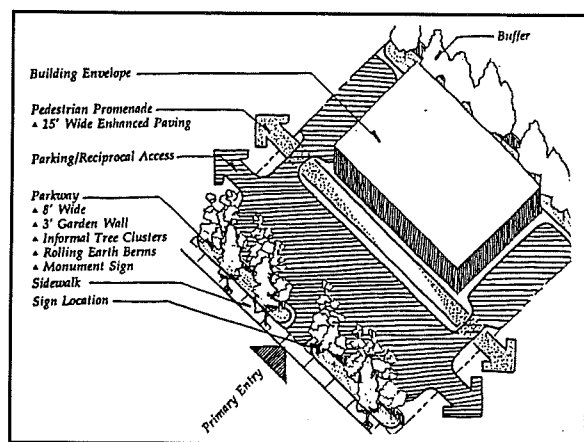 Buffer
Building Envelope
Pedestrian Promenade
▲ 15' Wide Enhanced Paving
Parking/Reciprocal Access
Parkway
▲ 8' Wide
▲ 3' Garden Wall
▲ Informal Tree Clusters
▲ Rolling Earth Berms
▲ Monument Sign
Sidewalk
Sign Location
Primary Entry